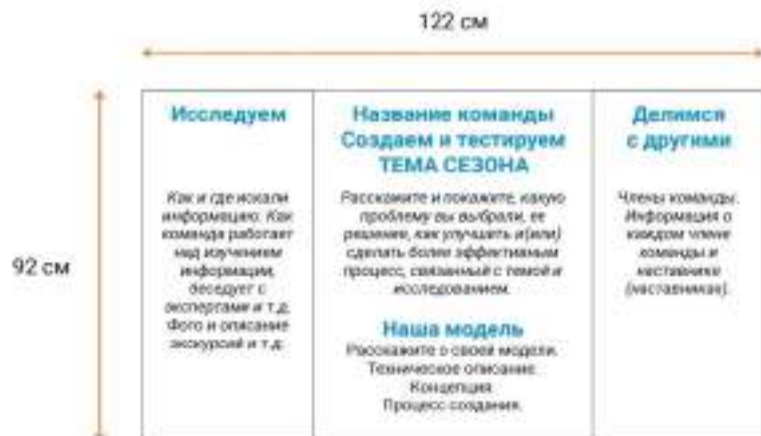 122 см
92 см
Исследуем
Как и где искали
информацию. Как
команда работает
над изучением
информации,
беседует с
экспертами и т.д.
Фото и описание
экскурсий и т.д.
Название команды
Создаем и тестируем
ТЕМА СЕЗОНА
Расскажите и покажите, какую
проблему вы выбрали, ее
решение, как улучшить и(или)
сделать более эффективным
процесс, связанный с темой и
исследованием.
Наша модель
Расскажите о своей модели.
Техническое описание.
Концепция.
Процесс создания.
Делимся
с другими
Члены команды.
Информация о
каждом члене
команды и
наставнике
(наставниках).